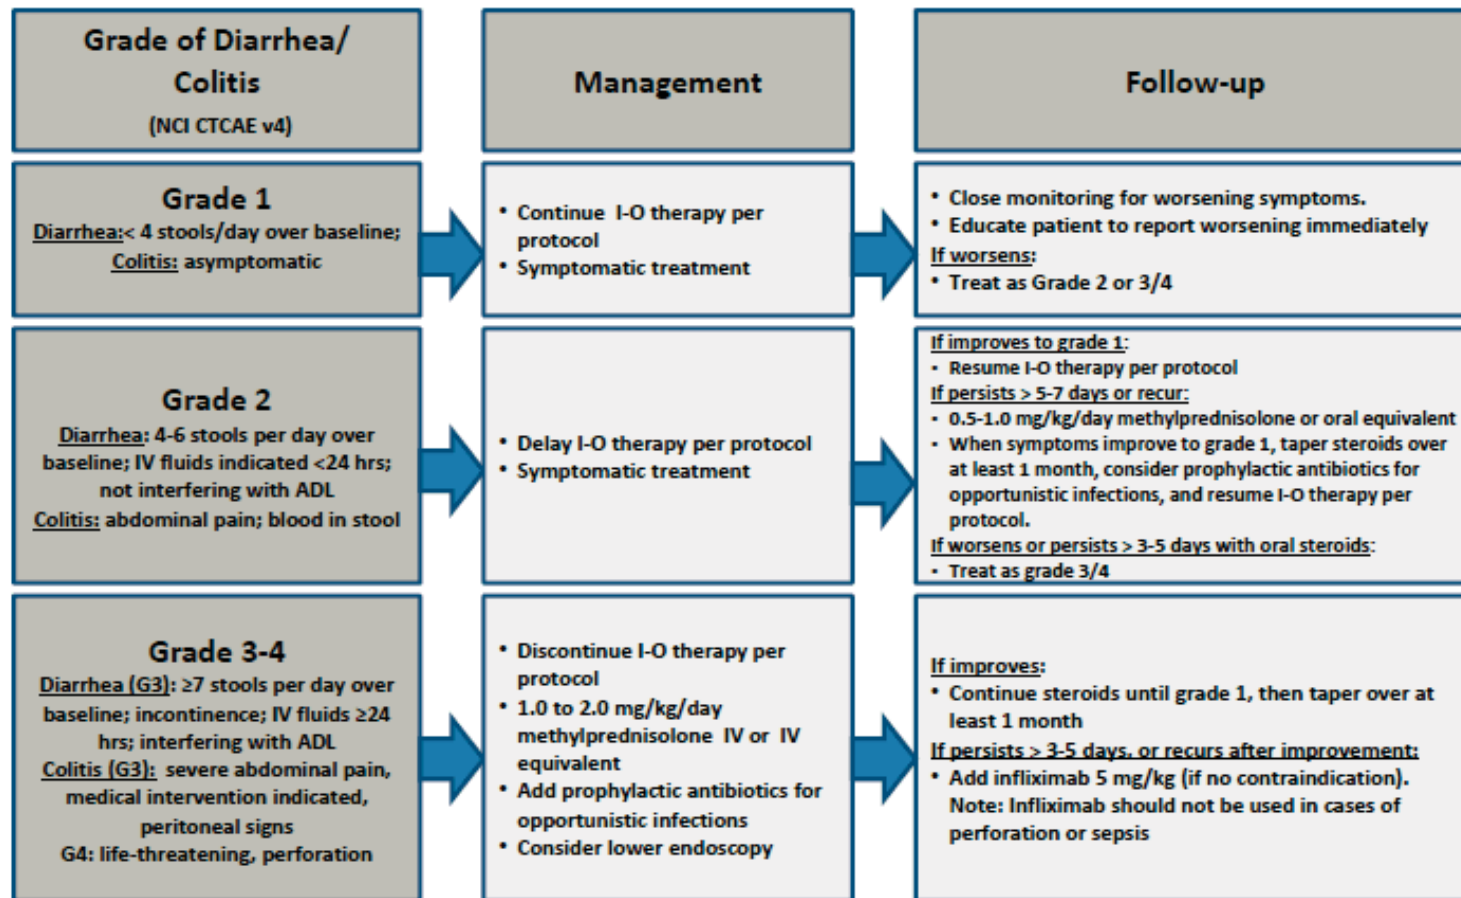 Grade of Diarrhea/
Colitis
(NCI CTCAE v4)
Management
Follow-up
Grade 1
Diarrhea:< 4 stools/day over baseline;
Colitis: asymptomatic
• Continue I-O therapy per
protocol
• Symptomatic treatment
• Close monitoring for worsening symptoms.
• Educate patient to report worsening immediately
If worsens:
• Treat as Grade 2 or 3/4
Grade 2
Diarrhea: 4-6 stools per day over
baseline; IV fluids indicated <24 hrs;
not interfering with ADL
Colitis: abdominal pain; blood in stool
• Delay I-O therapy per protocol
• Symptomatic treatment
If improves to grade 1:
- Resume I-O therapy per protocol
If persists > 5-7 days or recur:
- 0.5-1.0 mg/kg/day methylprednisolone or oral equivalent
- When symptoms improve to grade 1, taper steroids over
at least 1 month, consider prophylactic antibiotics for
opportunistic infections, and resume I-O therapy per
protocol.
If worsens or persists > 3-5 days with oral steroids:
- Treat as grade 3/4
Grade 3-4
Diarrhea (G3): ≥7 stools per day over
baseline; incontinence; IV fluids ≥24
hrs; interfering with ADL
Colitis (G3): severe abdominal pain,
medical intervention indicated,
peritoneal signs
G4: life-threatening, perforation
• Discontinue I-O therapy per
protocol
• 1.0 to 2.0 mg/kg/day
methylprednisolone IV or IV
equivalent
• Add prophylactic antibiotics for
opportunistic infections
• Consider lower endoscopy
If improves:
• Continue steroids until grade 1, then taper over at
least 1 month
If persists > 3-5 days, or recurs after improvement:
• Add infliximab 5 mg/kg (if no contraindication).
Note: Infliximab should not be used in cases of
perforation or sepsis